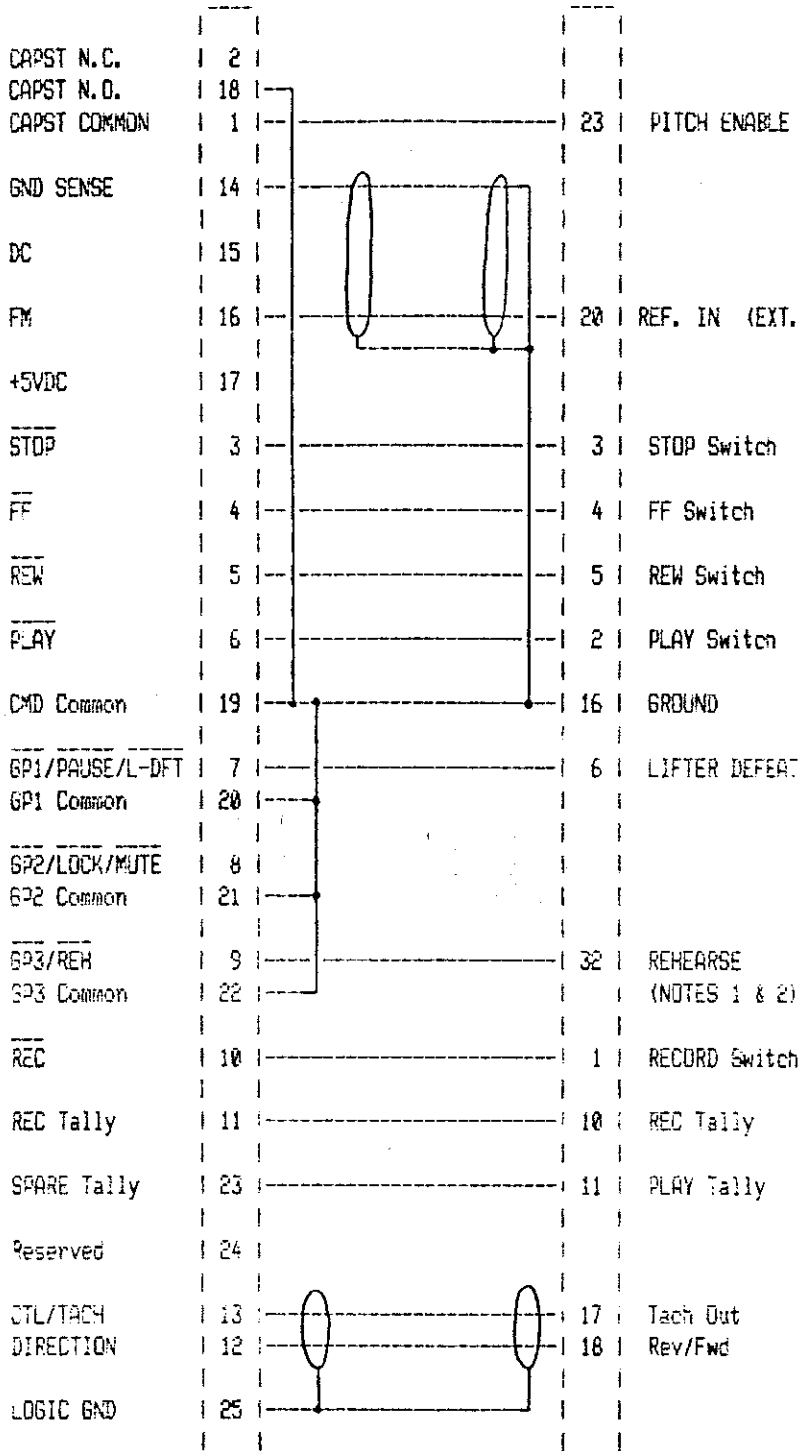 CAPST N.C. 2
CAPST N.O. 18
CAPST COMMON 1 23 PITCH ENABLE
GND SENSE 14
DC 15
FM 16 20 REF. IN (EXT.
+5VDC 17
STOP 3 3 STOP Switch
FF 4 4 FF Switch
REW 5 5 REW Switch
PLAY 6 2 PLAY Switch
CMD Common 19 16 GROUND
GP1/PAUSE/L-DFT 7 6 LIFTER DEFEAT
GP1 Common 20
GP2/LOCK/MUTE 8
GP2 Common 21
GP3/REH 9 32 REHEARSE
GP3 Common 22 (NOTES 1 & 2)
REC 10 1 RECORD Switch
REC Tally 11 10 REC Tally
SPARE Tally 23 11 PLAY Tally
Reserved 24
CTL/TACH 13 17 Tach Out
DIRECTION 12 18 Rev/Fwd
LOGIC GND 25